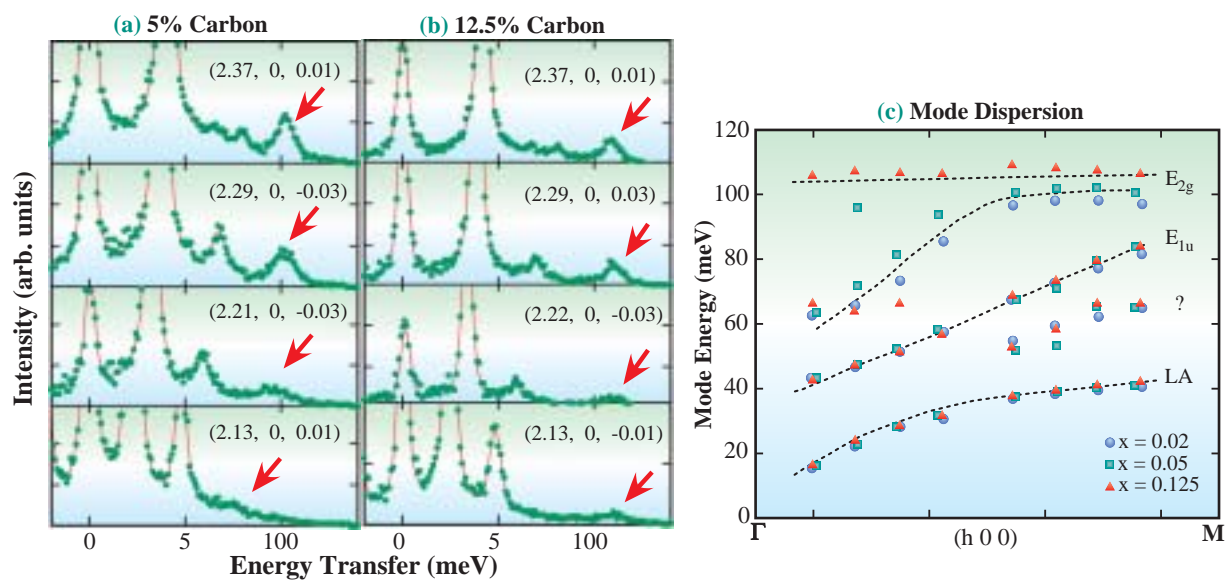 (a) 5% Carbon
(b) 12.5% Carbon
(2.37, 0, 0.01)
(2.37, 0, 0.01)
(2.29, 0, -0.03)
(2.29, 0, 0.03)
(2.21, 0, -0.03)
(2.22, 0, -0.03)
(2.13, 0, 0.01)
(2.13, 0, -0.01)
Intensity (arb. units)
0 5 100
0 5 100
Energy Transfer (meV)
(c) Mode Dispersion
120
100
80
60
40
20
0
Mode Energy (meV)
E2g
E1u
?
LA
x = 0.02
x = 0.05
x = 0.125
Γ (h 0 0) M